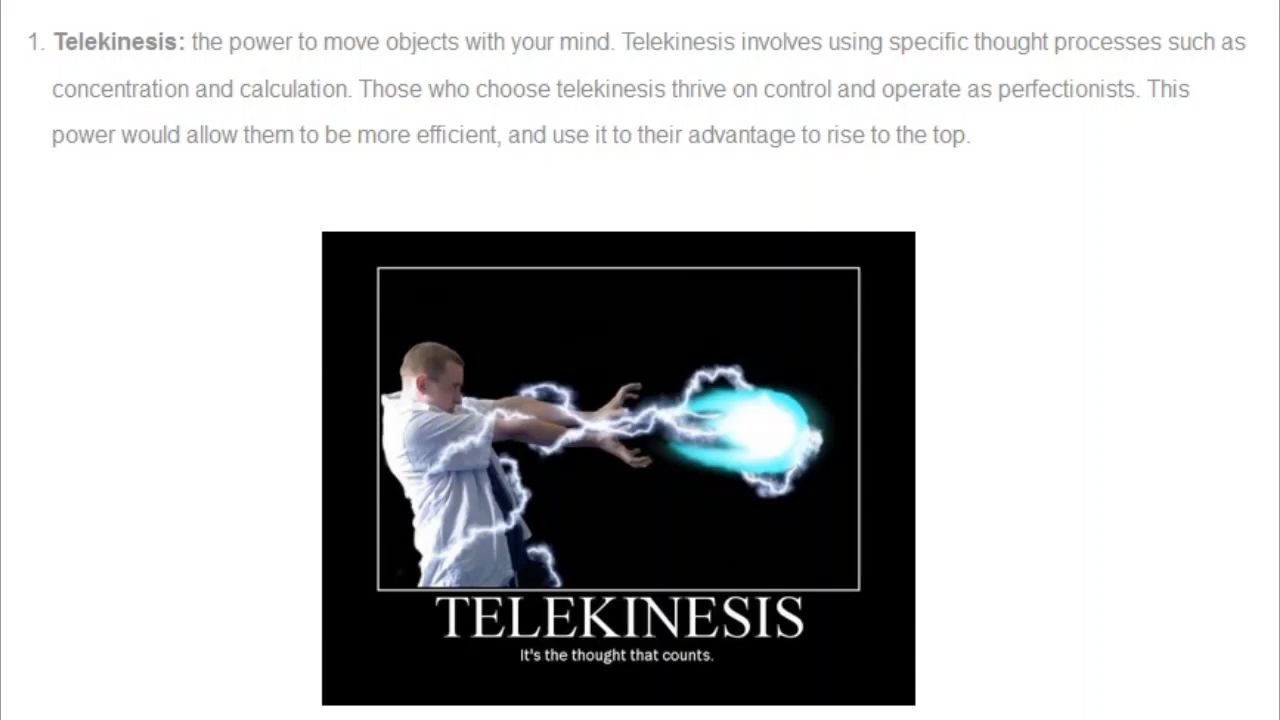 1. Telekinesis: the power to move objects with your mind. Telekinesis involves using specific thought processes such as
concentration and calculation. Those who choose telekinesis thrive on control and operate as perfectionists. This
power would allow them to be more efficient, and use it to their advantage to rise to the top.
TELEKINESIS
It's the thought that counts.